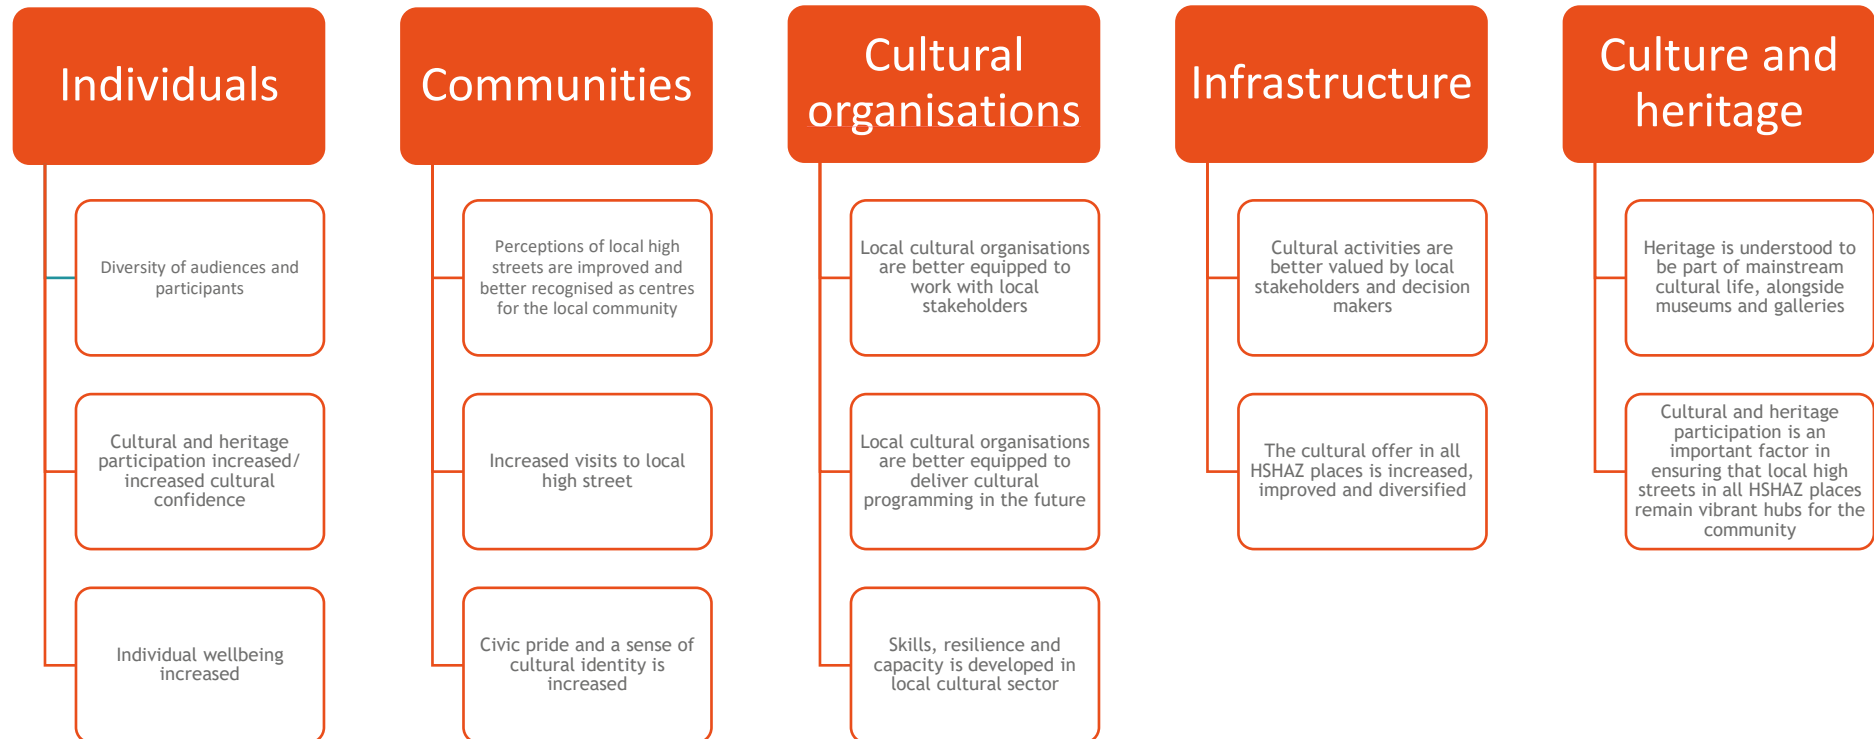 Individuals
Diversity of audiences and
participants
Cultural and heritage
participation increased/
increased cultural
confidence
Individual wellbeing
increased
Communities
Perceptions of local high
streets are improved and
better recognised as centres
for the local community
Increased visits to local
high street
Civic pride and a sense of
cultural identity is
increased
Cultural
organisations
Local cultural organisations
are better equipped to
work with local
stakeholders
Local cultural organisations
are better equipped to
deliver cultural
programming in the future
Skills, resilience and
capacity is developed in
local cultural sector
Infrastructure
Cultural activities are
better valued by local
stakeholders and decision
makers
The cultural offer in all
HSHAZ places is increased,
improved and diversified
Culture and
heritage
Heritage is understood to
be part of mainstream
cultural life, alongside
museums and galleries
Cultural and heritage
participation is an
important factor in
ensuring that local high
streets in all HSHAZ places
remain vibrant hubs for the
community